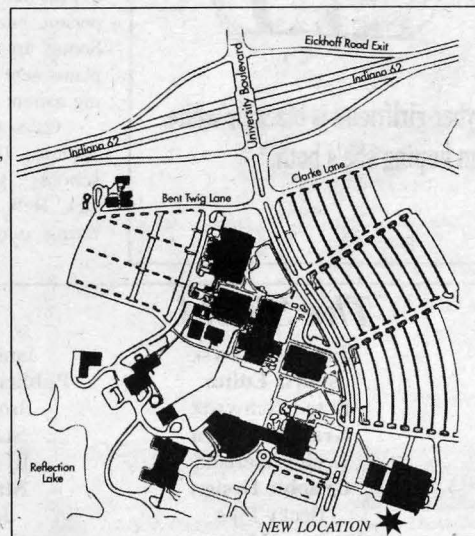 Eickhoff Road Exit
Indiana 62
University Boulevard
Indiana 62
Clarke Lane
Bent Twig Lane
Reflection
Lake
NEW LOCATION